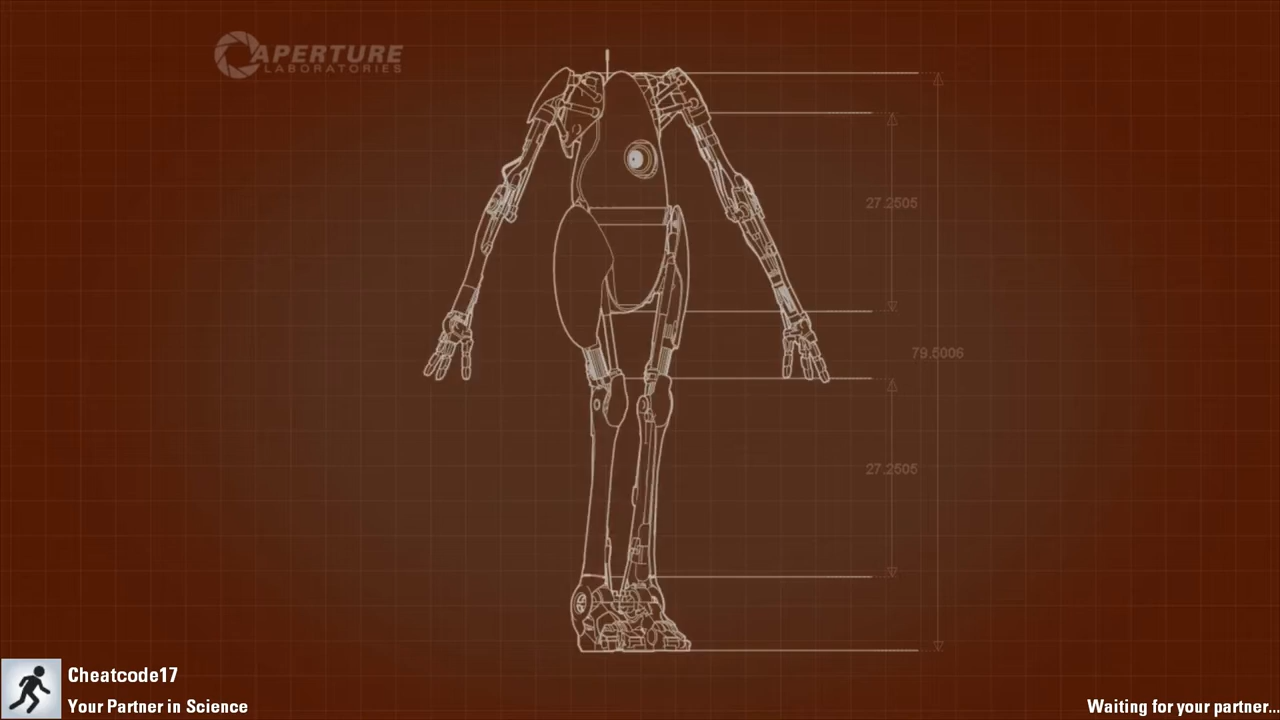 APERTURE
LABORATORIES
27.2505
79.5006
27.2505
Cheatcode17
Your Partner in Science
Waiting for your partner...